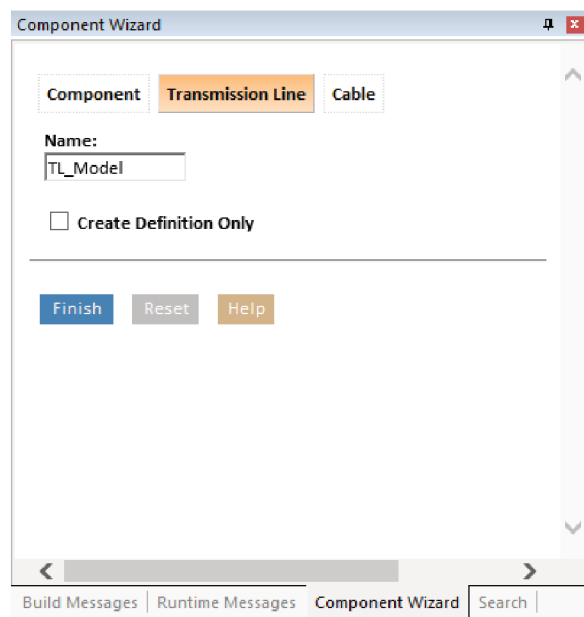 Component Wizard
Component Transmission Line Cable
Name:
TL_Model
Create Definition Only
Finish Reset Help
Build Messages Runtime Messages Component Wizard Search